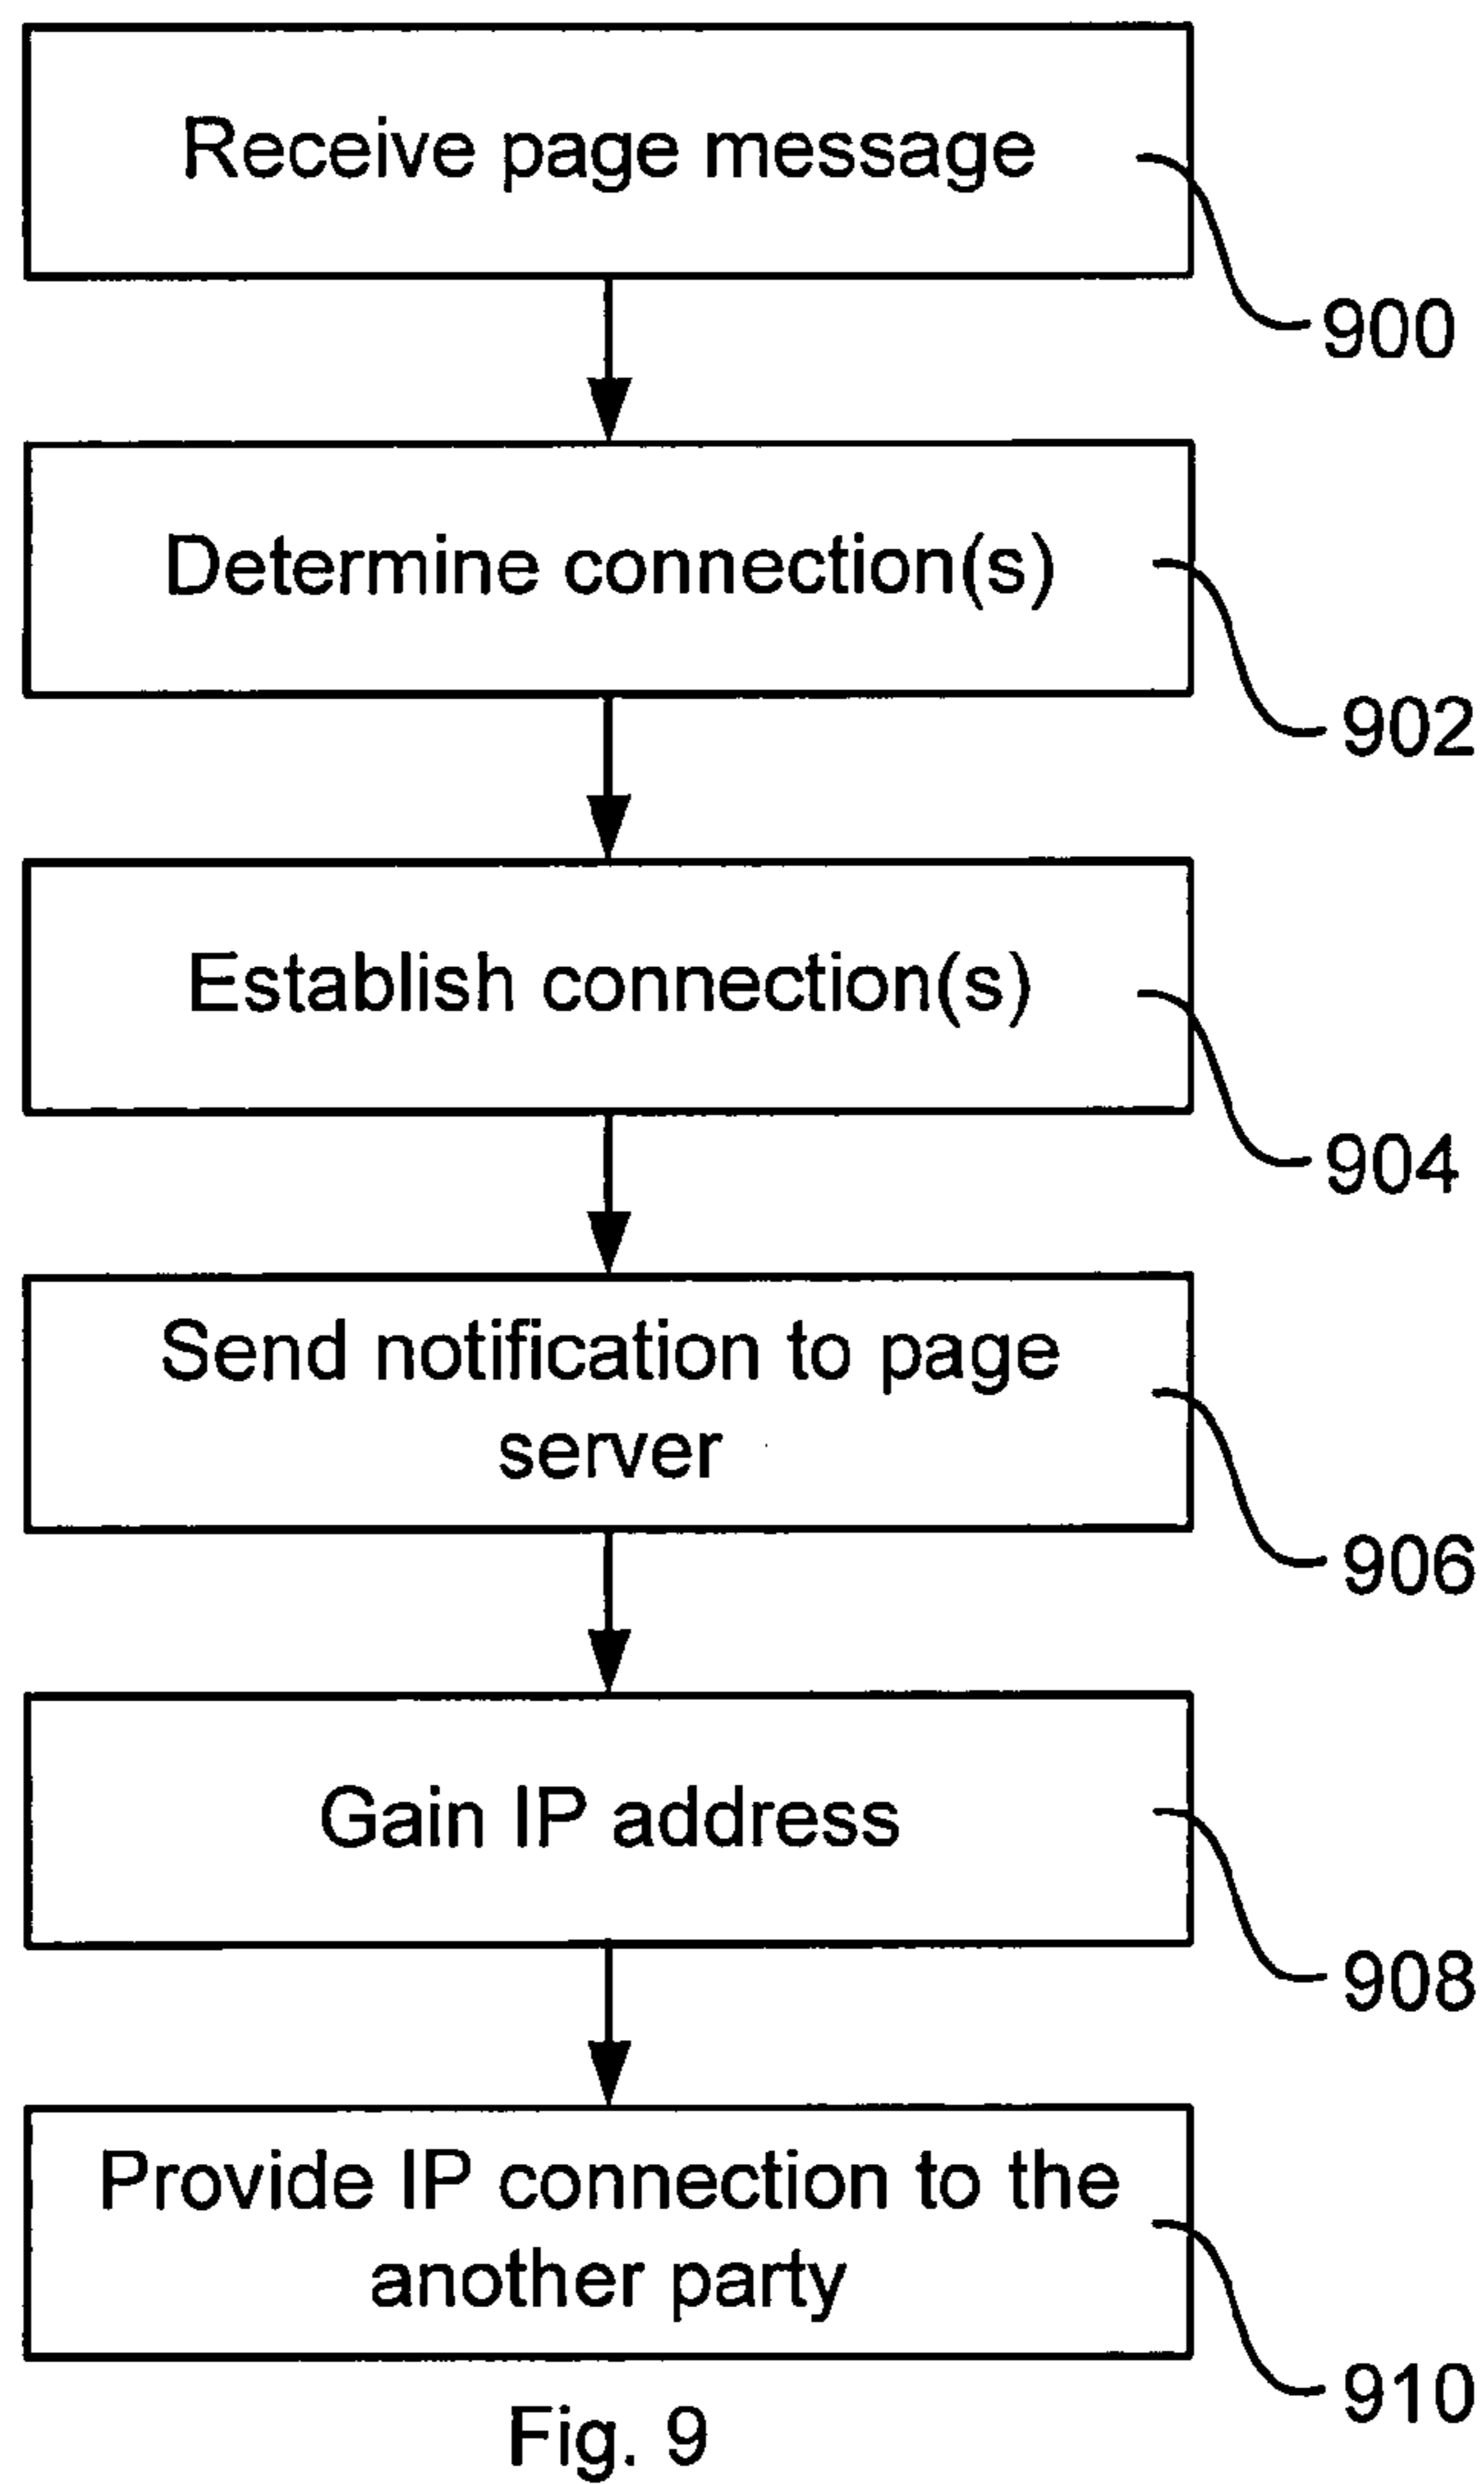 Receive page message
900
Determine connection(s)
902
Establish connection(s)
904
Send notification to page
server
906
Gain IP address
908
Provide IP connection to the
another party
910
Fig. 9